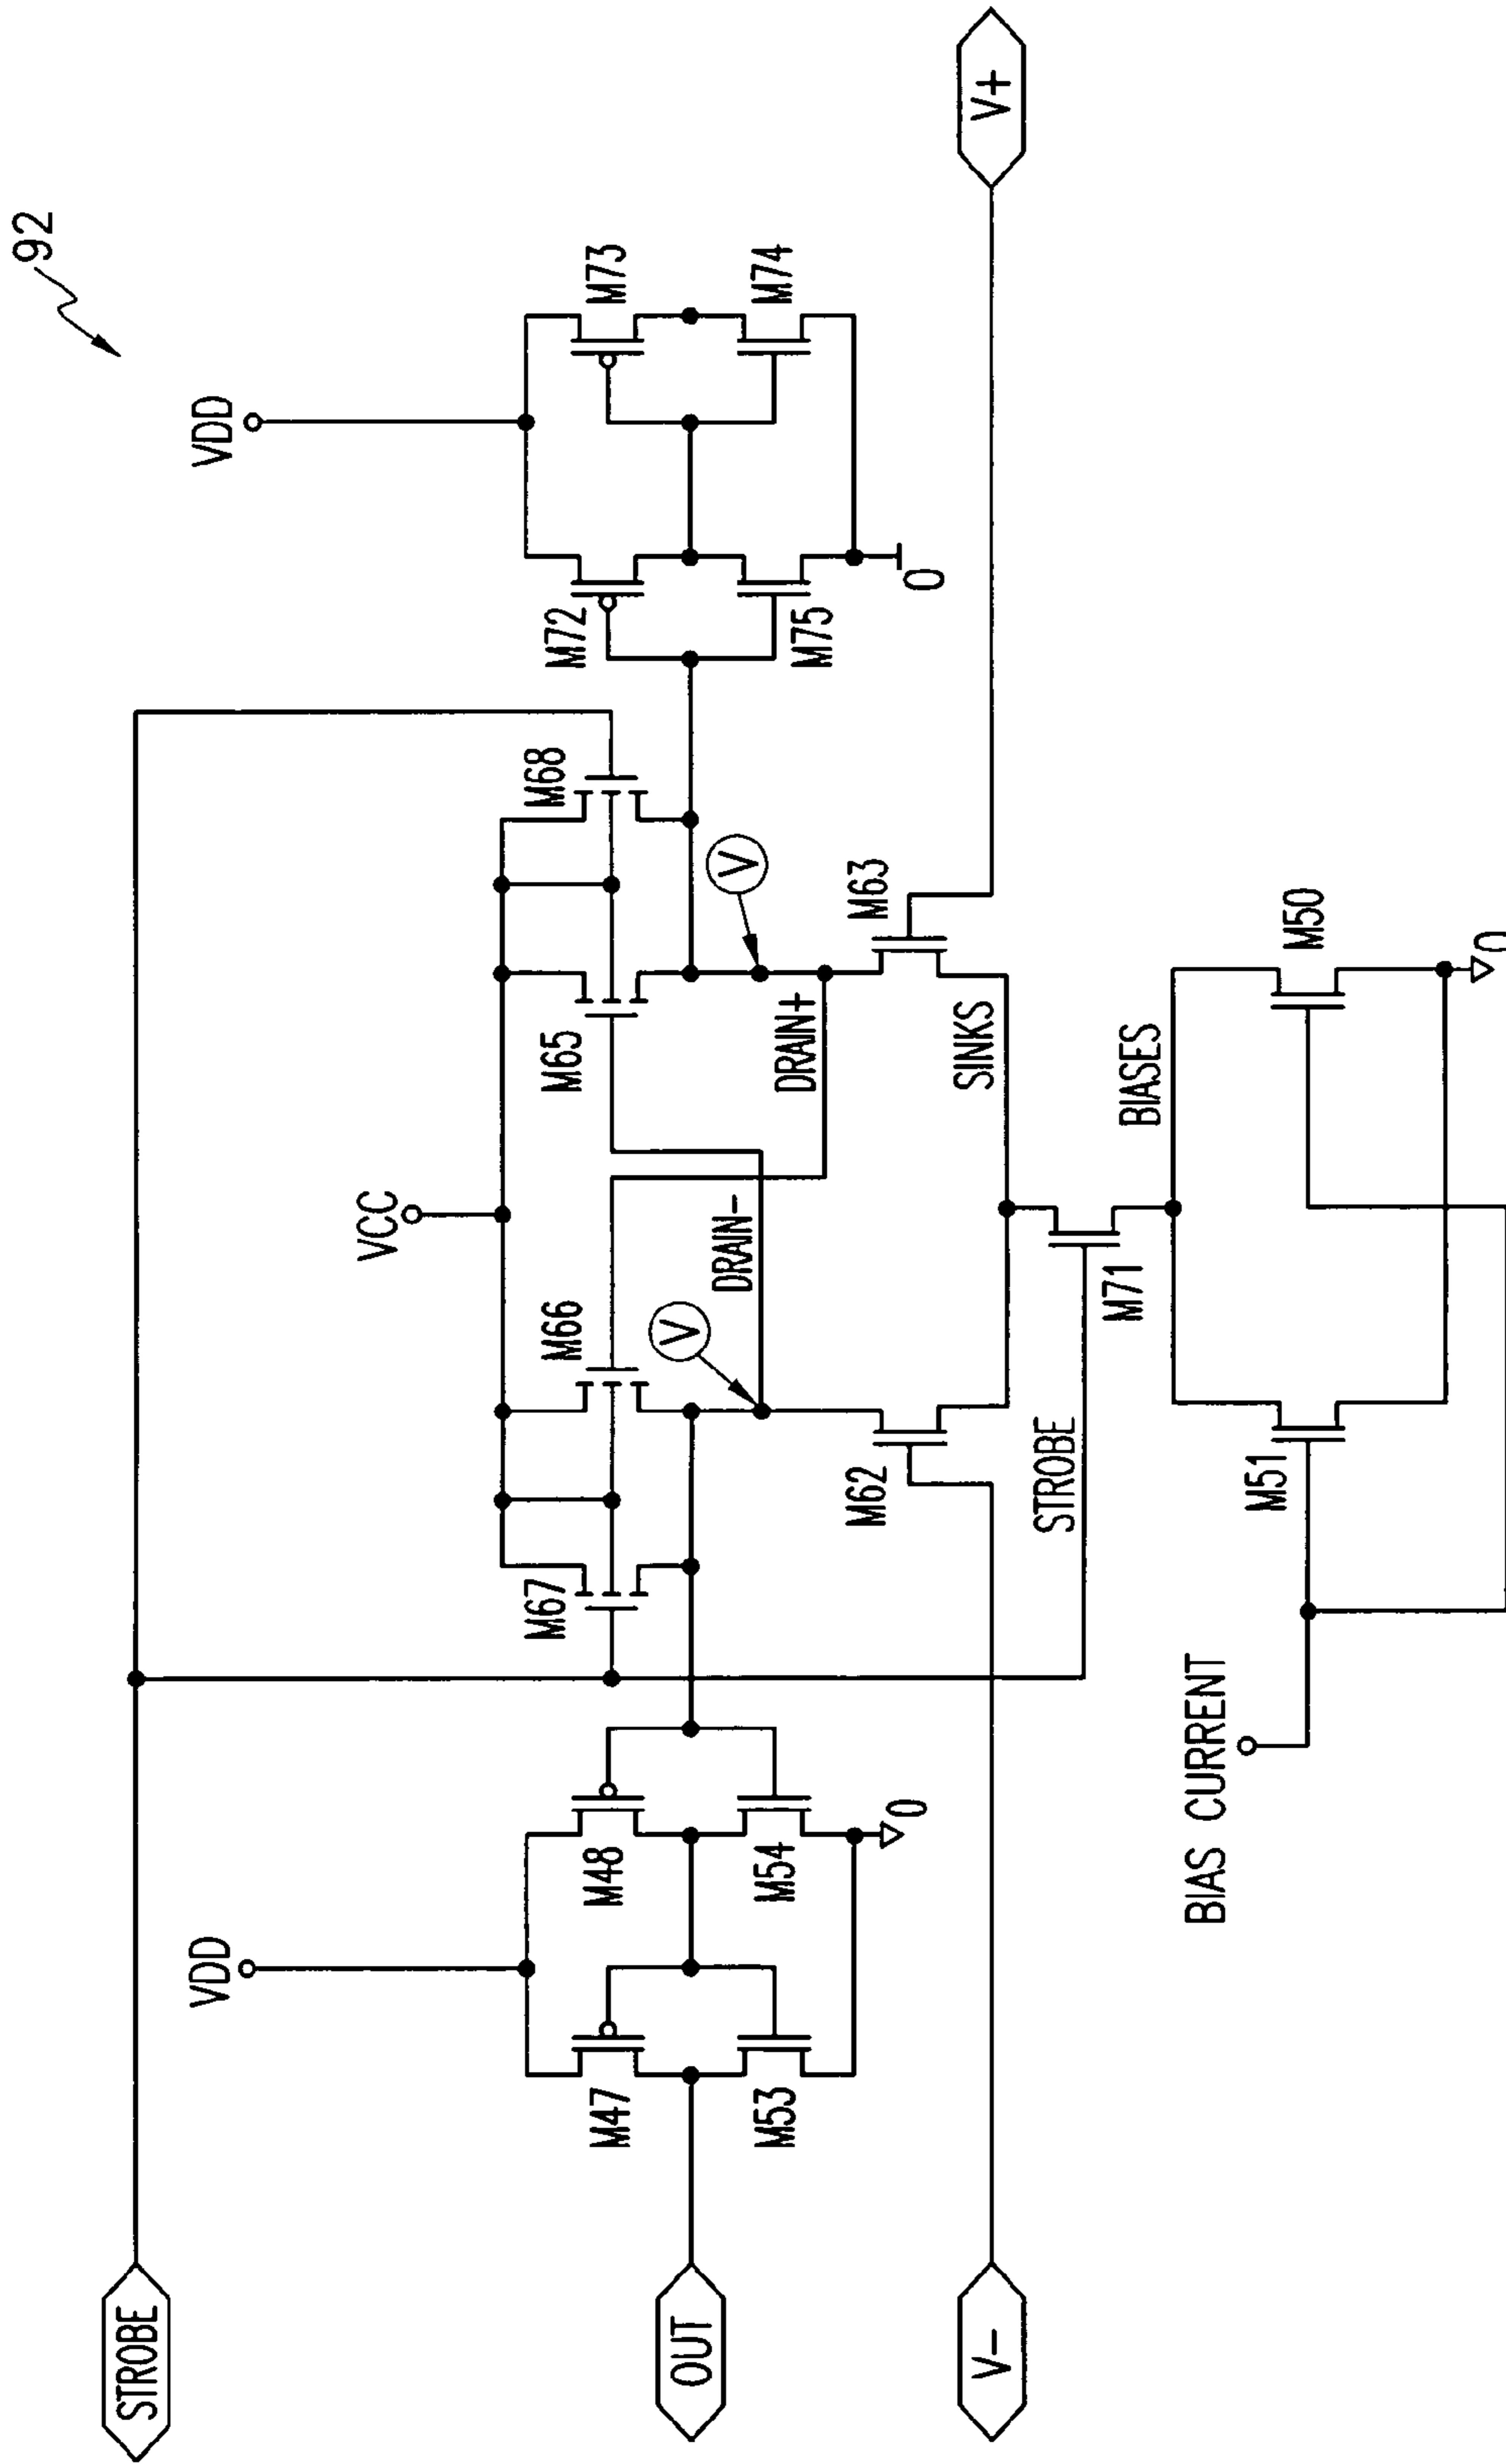 92
STROBE
VDD
VDD
VCC
M67
M66
M65
M68
M47
M48
M72
M73
OUT
V
DRAIN-
V
M53
M54
DRAIN+
M75
M74
M62
M63
0
0
V-
SINKS
V+
STROBE
M71
BIASES
BIAS CURRENT
M51
M50
0